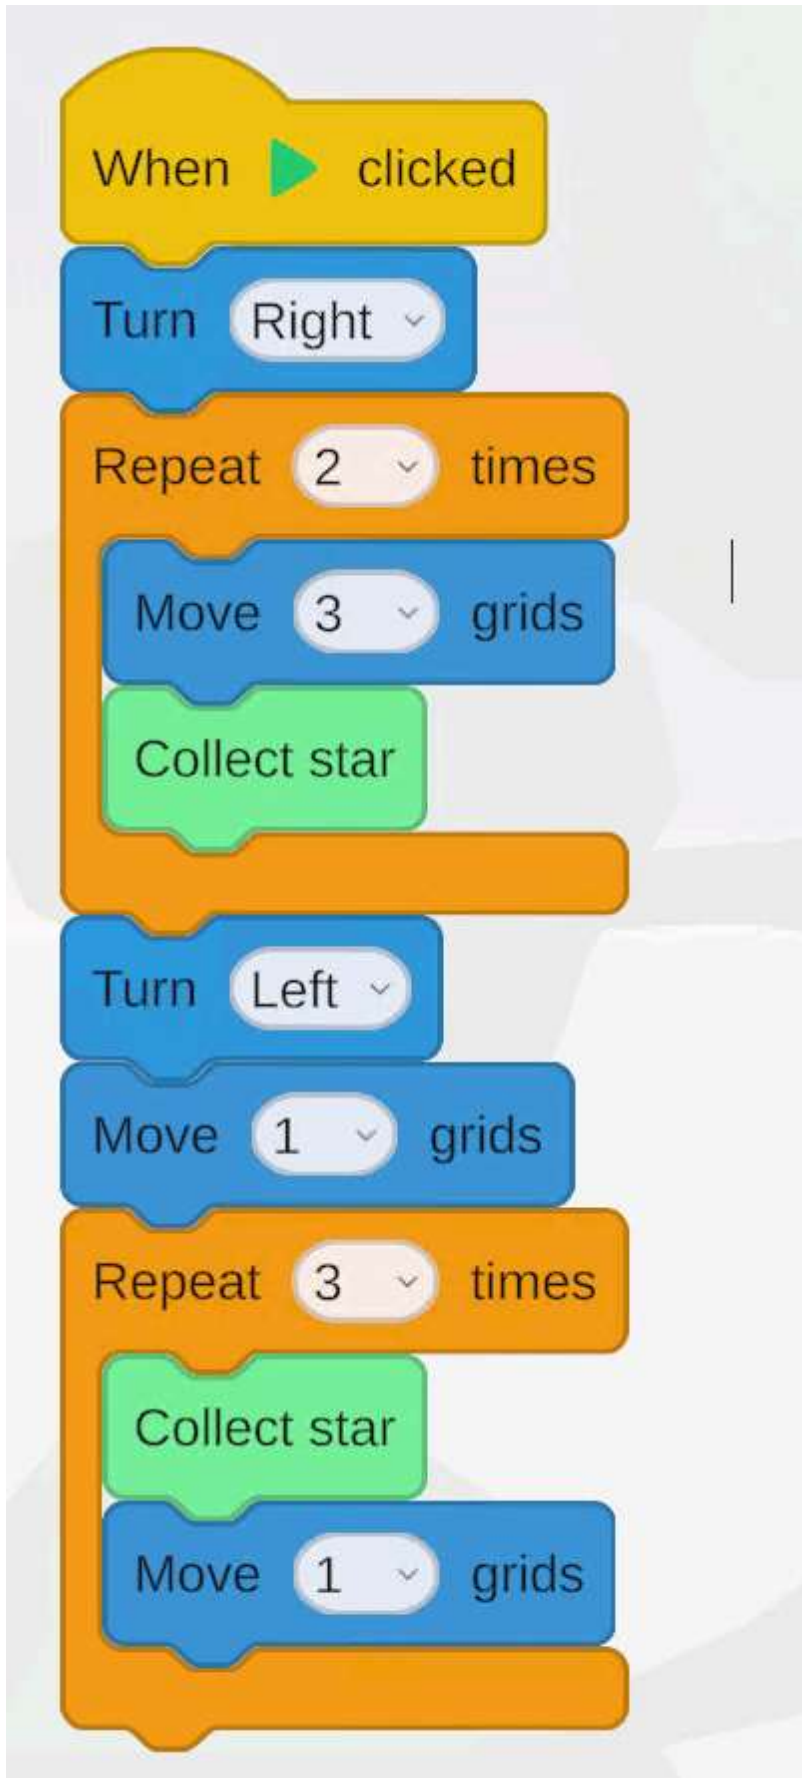 When clicked
Turn Right
Repeat 2 times
Move 3 grids
Collect star
Turn Left
Move 1 grids
Repeat 3 times
Collect star
Move 1 grids